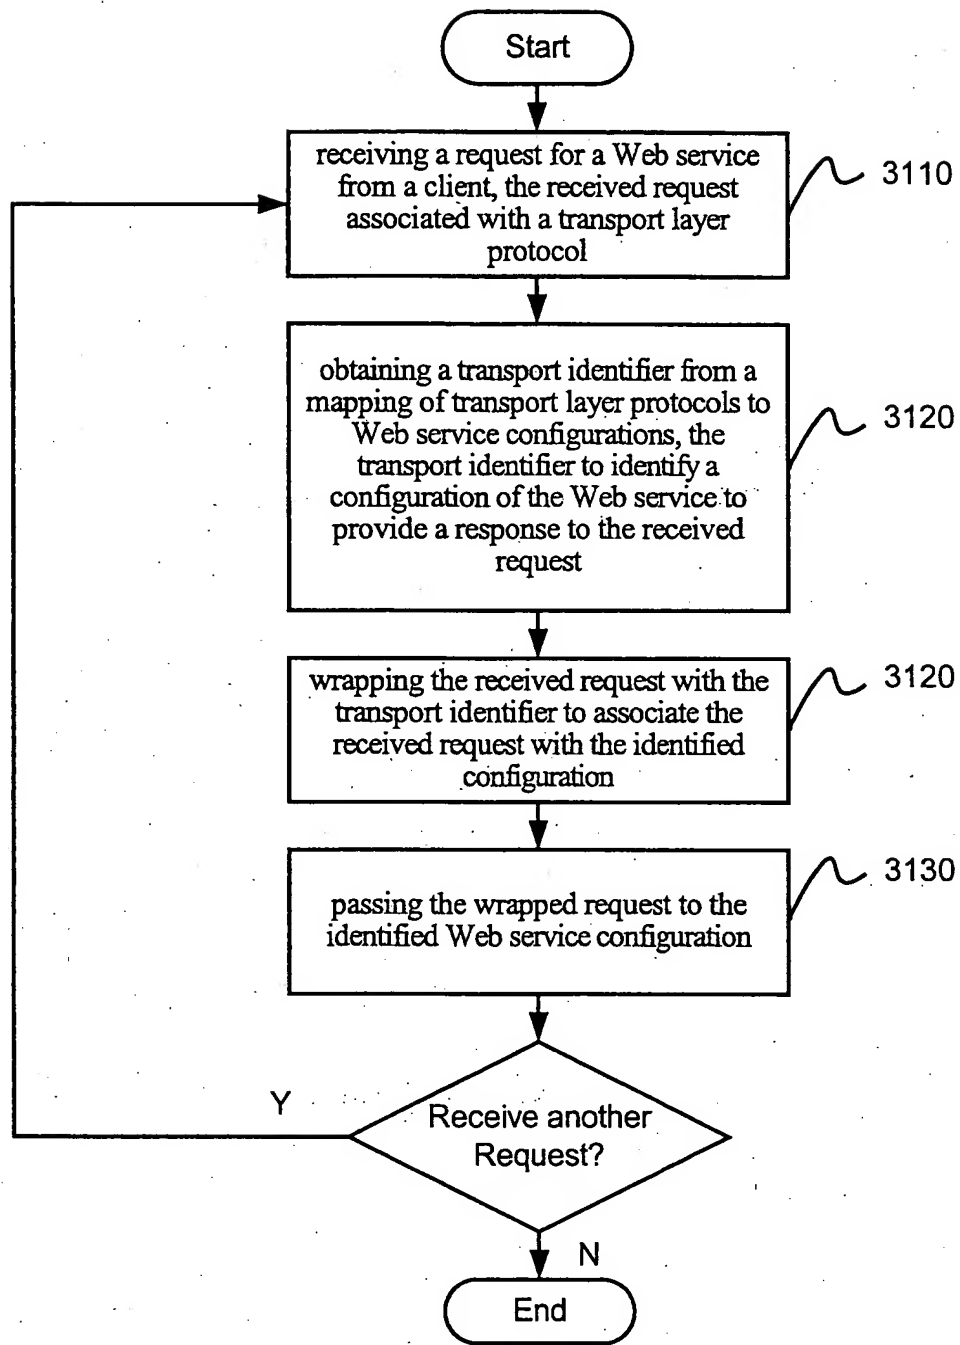 Start
receiving a request for a Web service
from a client, the received request
associated with a transport layer
protocol
3110
obtaining a transport identifier from a
mapping of transport layer protocols to
Web service configurations, the
transport identifier to identify a
configuration of the Web service to
provide a response to the received
request
3120
wrapping the received request with the
transport identifier to associate the
received request with the identified
configuration
3120
passing the wrapped request to the
identified Web service configuration
3130
Receive another
Request?
Y
N
End